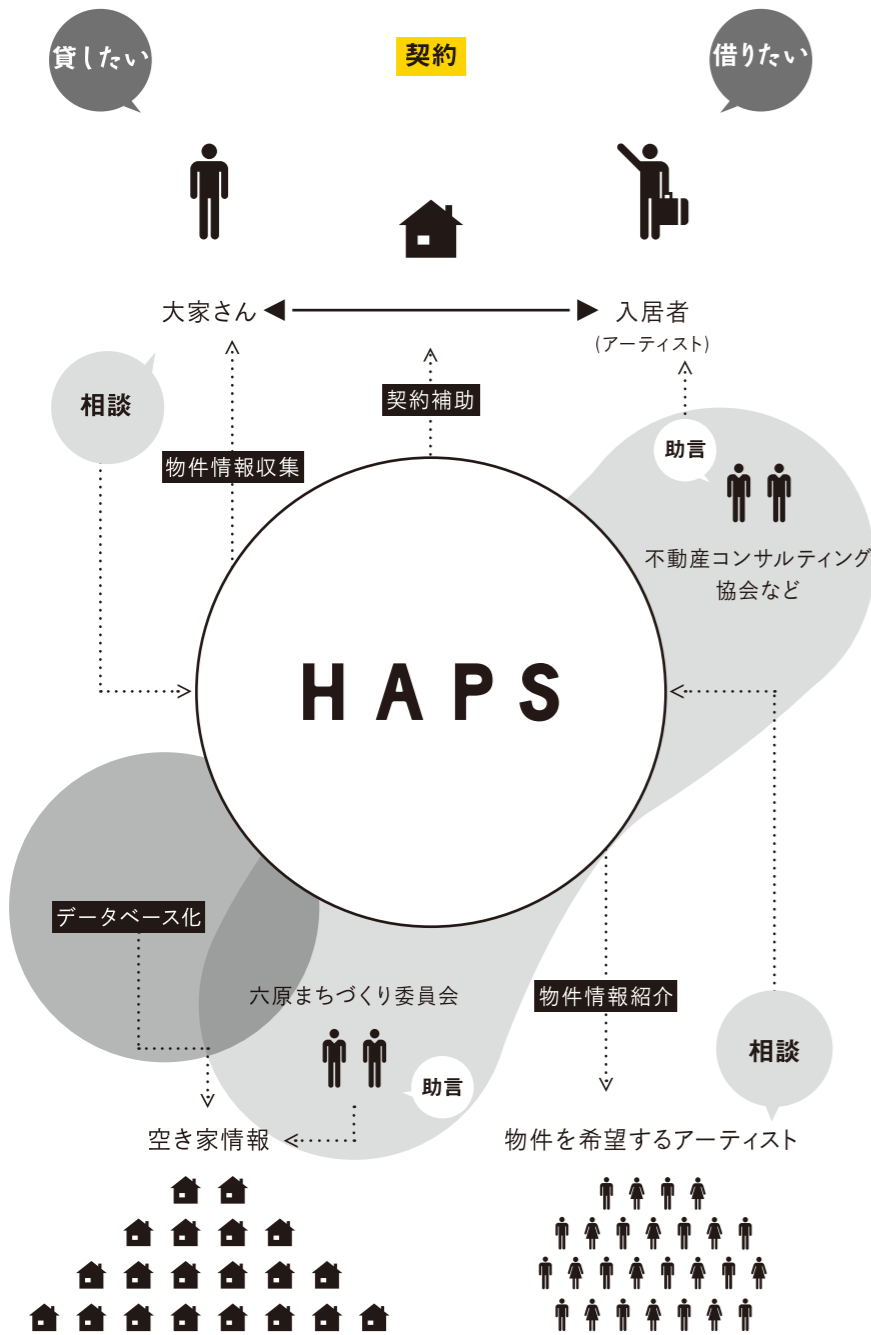 貸したい
契約
借りたい
大家さん
入居者
(アーティスト)
相談
契約補助
物件情報収集
助言
不動産コンサルティング
協会など
HAPS
データベース化
六原まちづくり委員会
物件情報紹介
助言
相談
空き家情報
物件を希望するアーティスト